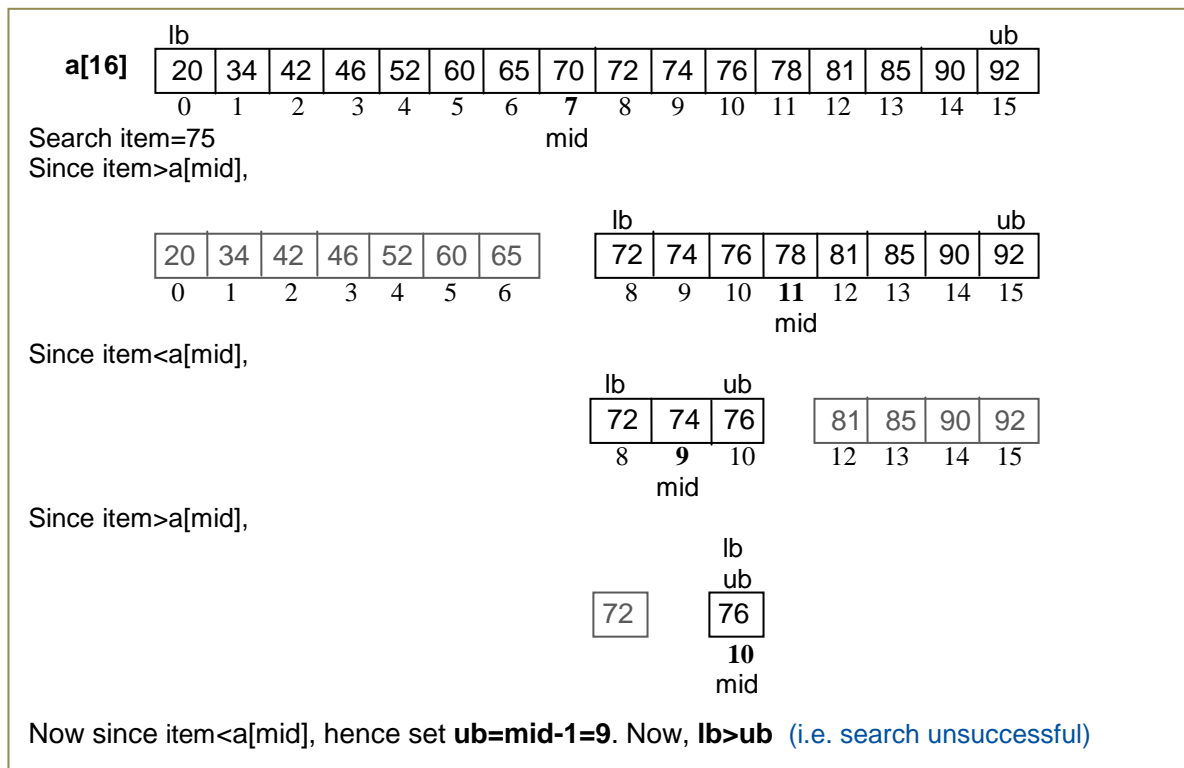 lb ub
a[16] 20 34 42 46 52 60 65 70 72 74 76 78 81 85 90 92
0 1 2 3 4 5 6 7 8 9 10 11 12 13 14 15
Search item=75 mid
Since item>a[mid],
lb ub
20 34 42 46 52 60 65 72 74 76 78 81 85 90 92
0 1 2 3 4 5 6 8 9 10 11 12 13 14 15
mid
Since item<a[mid],
lb ub
72 74 76 81 85 90 92
8 9 10 12 13 14 15
mid
Since item>a[mid],
lb
ub
72 76
10
mid
Now since item<a[mid], hence set ub=mid-1=9. Now, lb>ub (i.e. search unsuccessful)